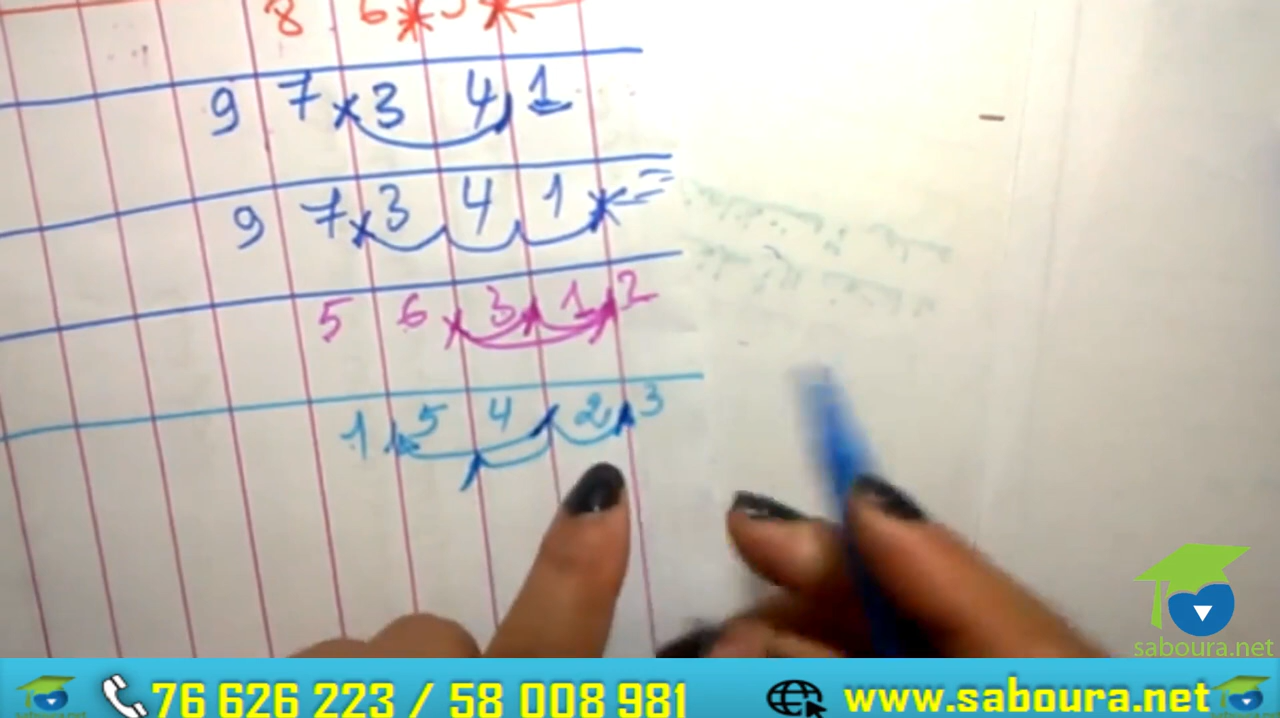 8 6 5
9 7 3 4 1
9 7 3 4 1
5 6 3 1 2
1 5 4 2 3
saboura.net
76 626 223 / 58 008 981
www.saboura.net